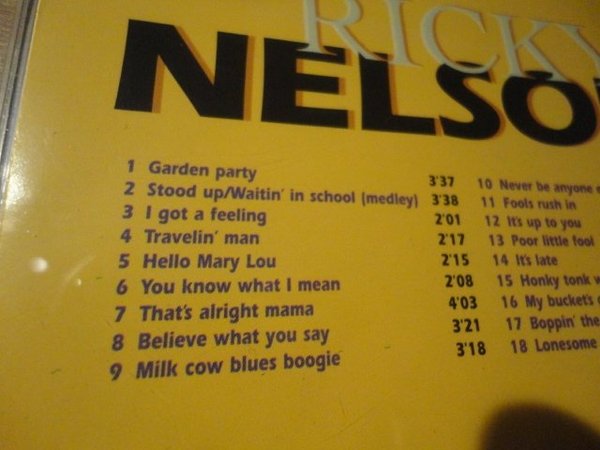 RICKY
NELSO
1 Garden party 3'37
2 Stood up/Waitin' in school (medley) 3'38
3 I got a feeling 2'01
4 Travelin' man 2'17
5 Hello Mary Lou 2'15
6 You know what I mean 2'08
7 That's alright mama 4'03
8 Believe what you say 3'21
9 Milk cow blues boogie 3'18
10 Never be anyone
11 Fools rush in
12 It's up to you
13 Poor little fool
14 It's late
15 Honky tonk
16 My bucket's
17 Boppin' the
18 Lonesome